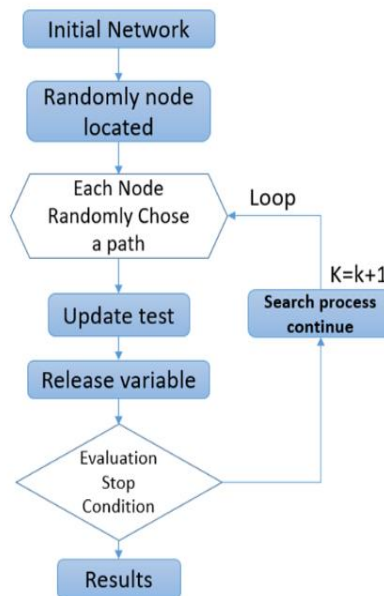 Initial Network
Randomly node
located
Each Node
Randomly Chose
a path
Loop
K=k+1
Search process
continue
Update test
Release variable
Evaluation
Stop
Condition
Results